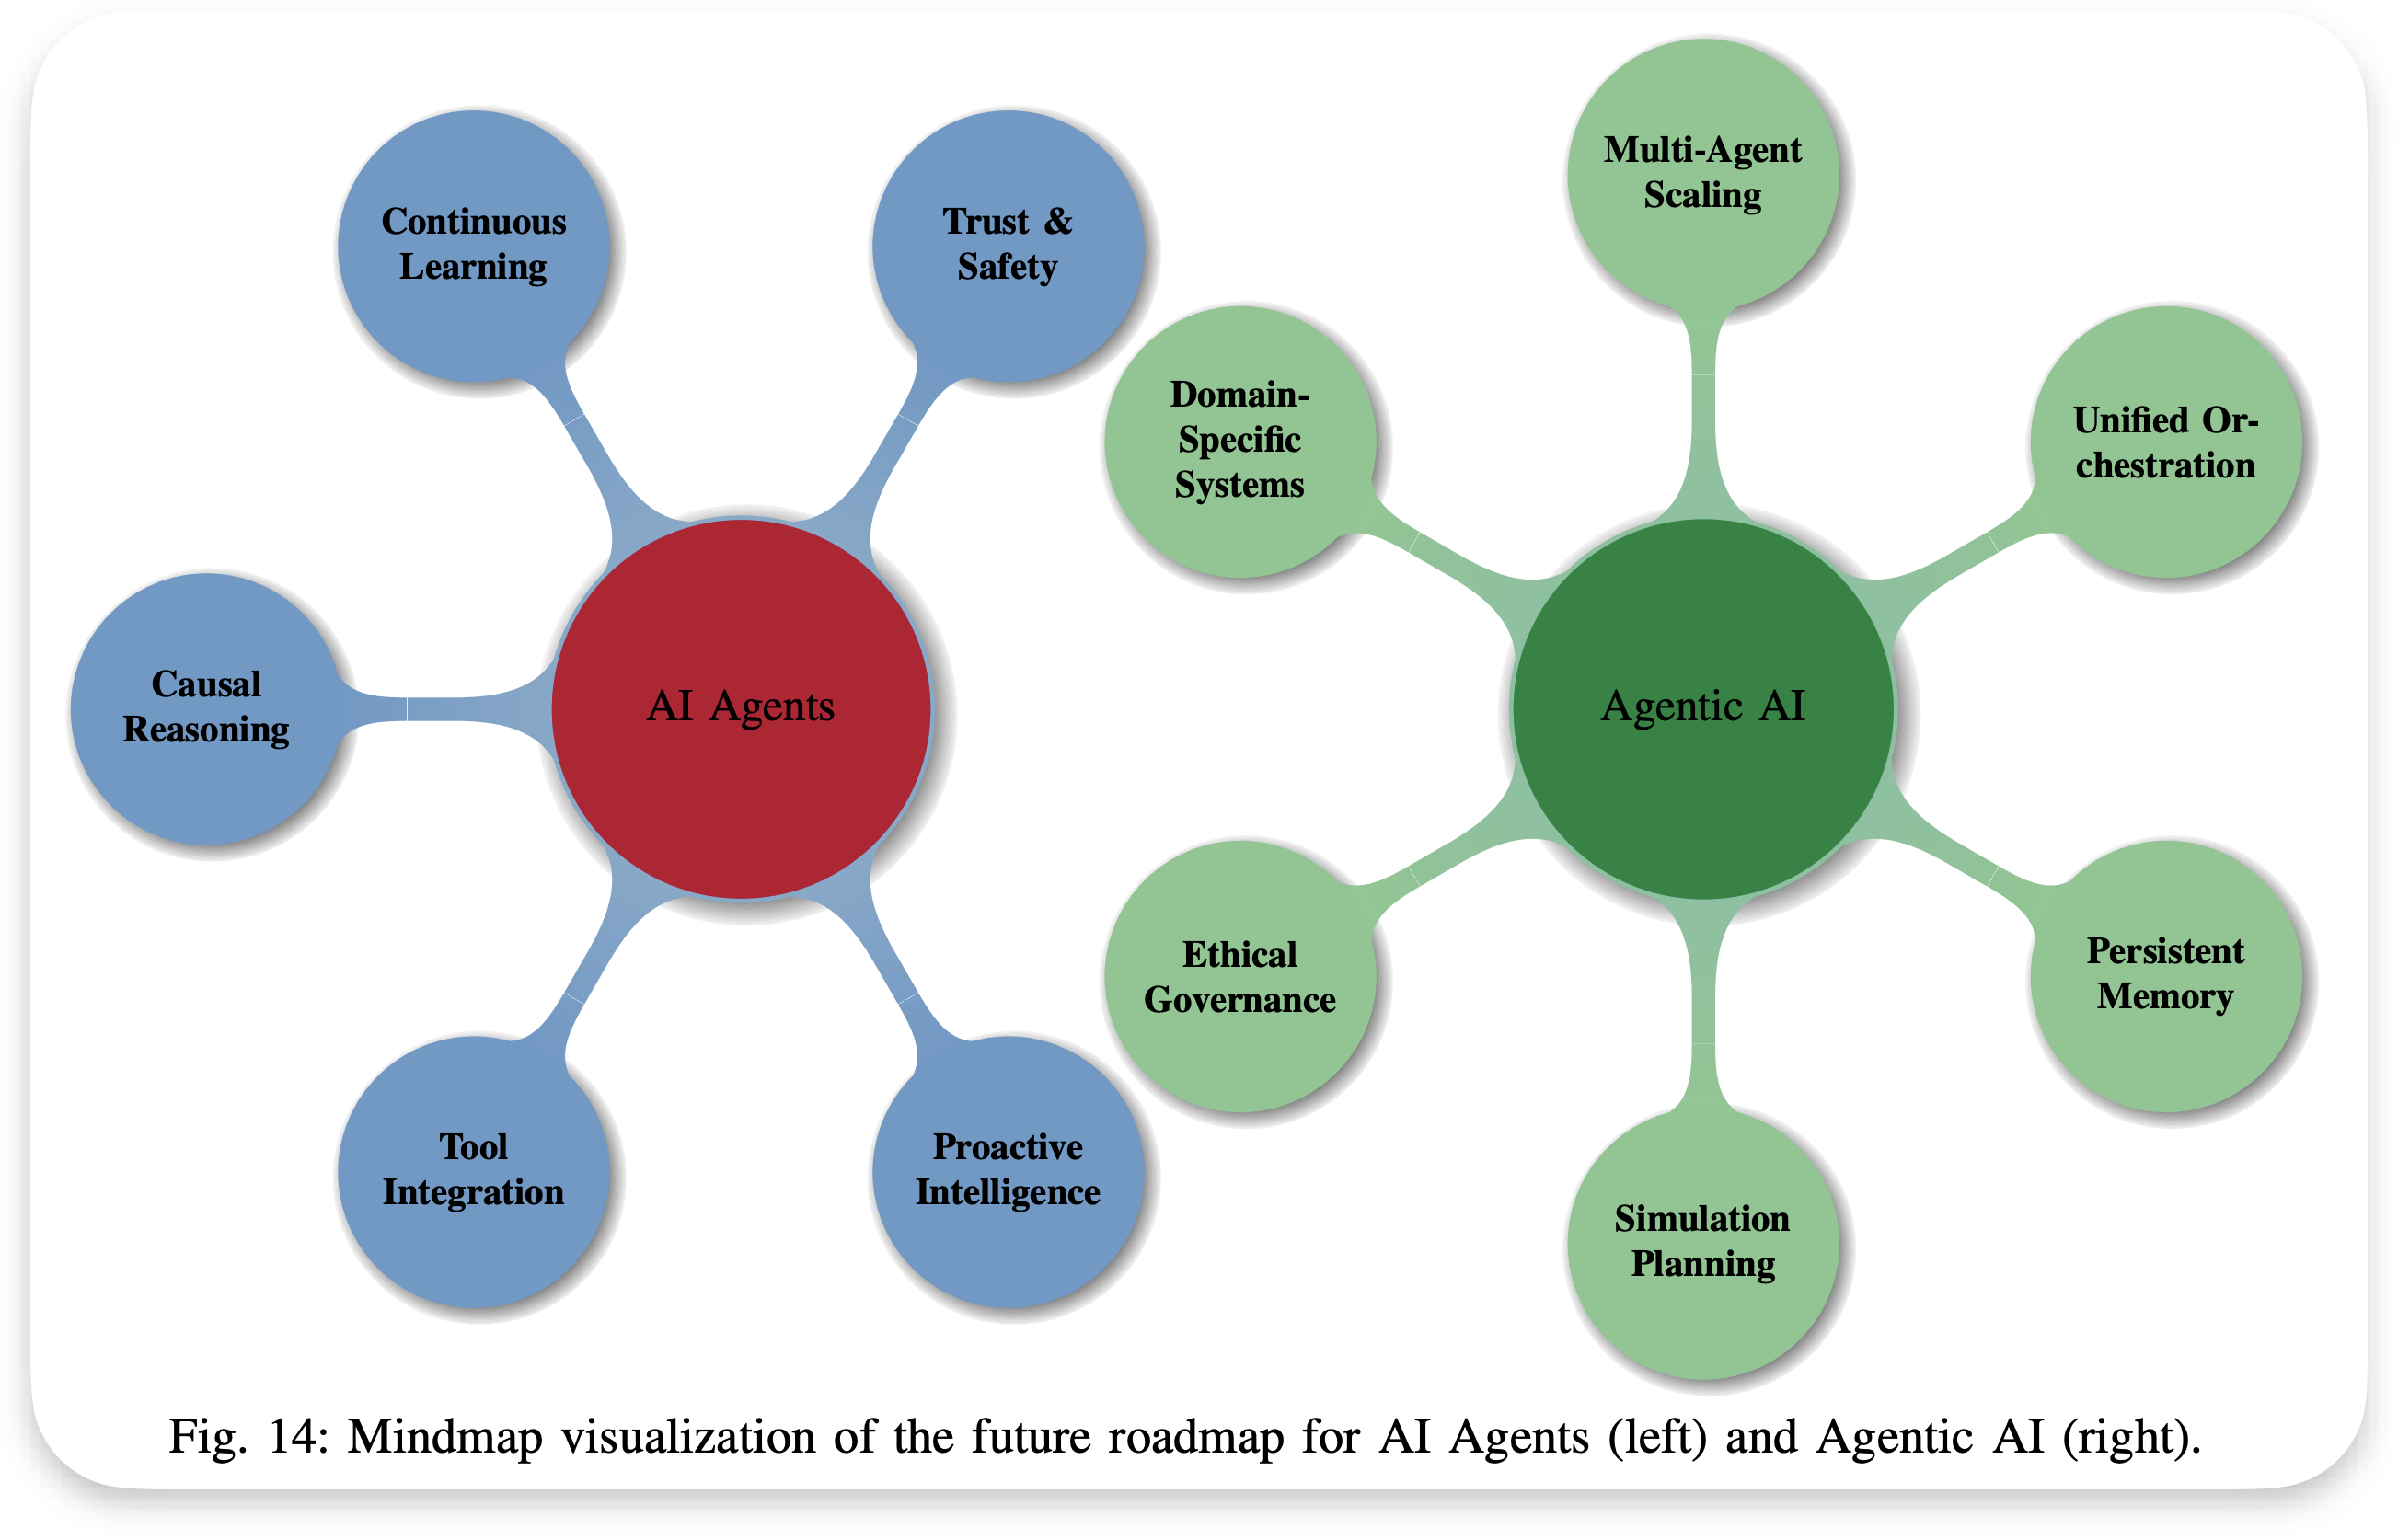 Continuous
Learning
Trust &
Safety
Causal
Reasoning
AI Agents
Tool
Integration
Proactive
Intelligence
Multi-Agent
Scaling
Domain-
Specific
Systems
Unified Or-
chestration
Agentic AI
Ethical
Governance
Persistent
Memory
Simulation
Planning
Fig. 14: Mindmap visualization of the future roadmap for AI Agents (left) and Agentic AI (right).